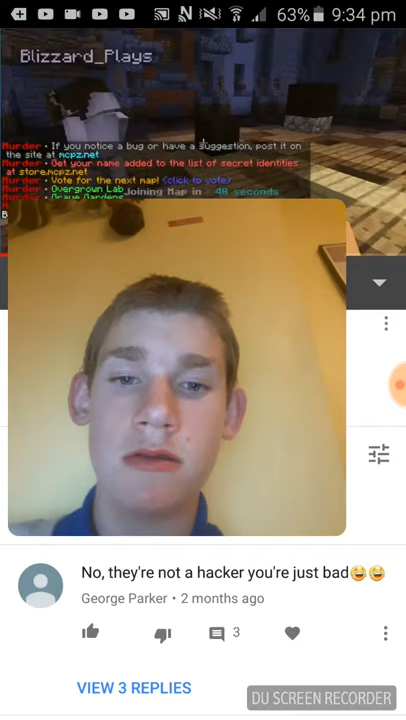 63% 9:34 pm
Blizzard_Plays
Murder • If you notice a bug or have a suggestion, post it on
the site at mcpz.net
Murder • Get your name added to the list of secret identities
at store.mcpz.net
Murder • Vote for the next map! (click to vote)
Murder • Overgrown Lab
Joining Map in : 48 seconds
Murder • Grave Gardens
No, they're not a hacker you're just bad😂😂
George Parker • 2 months ago
3
VIEW 3 REPLIES
DU SCREEN RECORDER